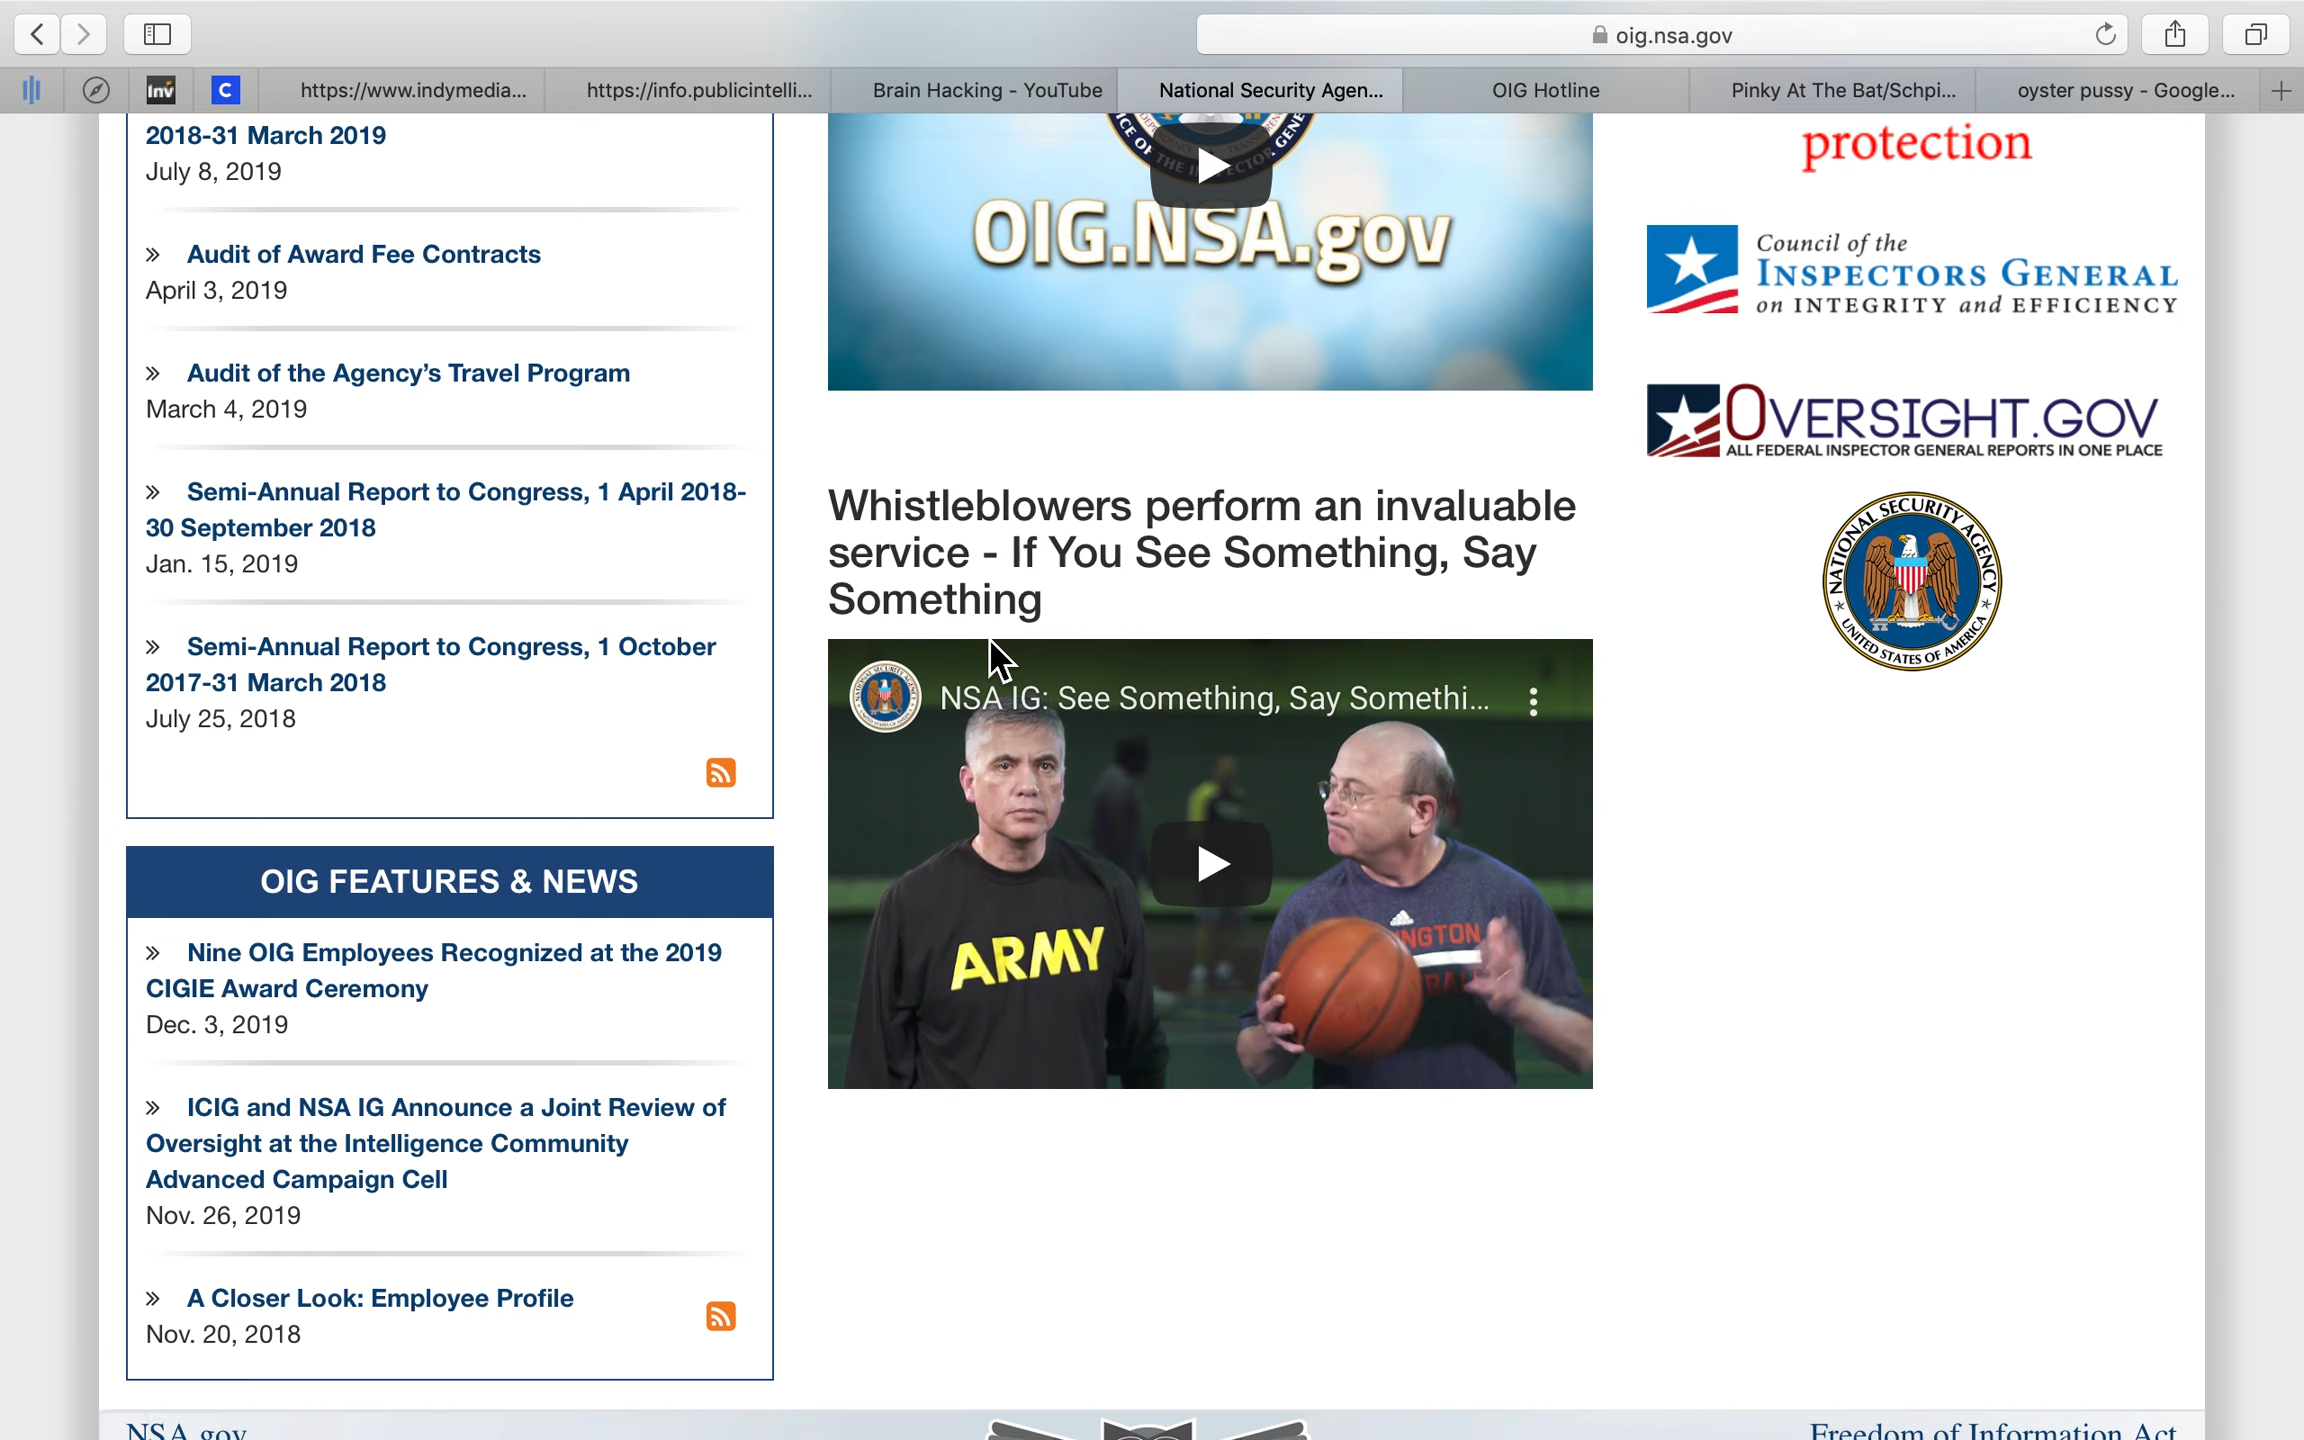 oig.nsa.gov
Inv
C
https://www.indymedia...
https://info.publicintelli...
Brain Hacking - YouTube
National Security Agen...
OIG Hotline
Pinky At The Bat/Schpi...
oyster pussy - Google...
2018-31 March 2019
July 8, 2019
» Audit of Award Fee Contracts
April 3, 2019
» Audit of the Agency’s Travel Program
March 4, 2019
» Semi-Annual Report to Congress, 1 April 2018-
30 September 2018
Jan. 15, 2019
» Semi-Annual Report to Congress, 1 October
2017-31 March 2018
July 25, 2018
OIG FEATURES & NEWS
» Nine OIG Employees Recognized at the 2019
CIGIE Award Ceremony
Dec. 3, 2019
» ICIG and NSA IG Announce a Joint Review of
Oversight at the Intelligence Community
Advanced Campaign Cell
Nov. 26, 2019
» A Closer Look: Employee Profile
Nov. 20, 2018
OIG.NSA.gov
Whistleblowers perform an invaluable
service - If You See Something, Say
Something
NSA IG: See Something, Say Somethi...
ARMY
NGTON
protection
Council of the
INSPECTORS GENERAL
on INTEGRITY and EFFICIENCY
OVERSIGHT.GOV
ALL FEDERAL INSPECTOR GENERAL REPORTS IN ONE PLACE
NATIONAL SECURITY AGENCY
UNITED STATES OF AMERICA
NSA.gov
Freedom of Information Act